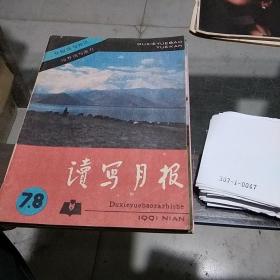 DUXIEYUEBAO
YUEKAN
读写月报
7.8
Duxieyuebaozazhishe
1991 NIAN
307-1-0047